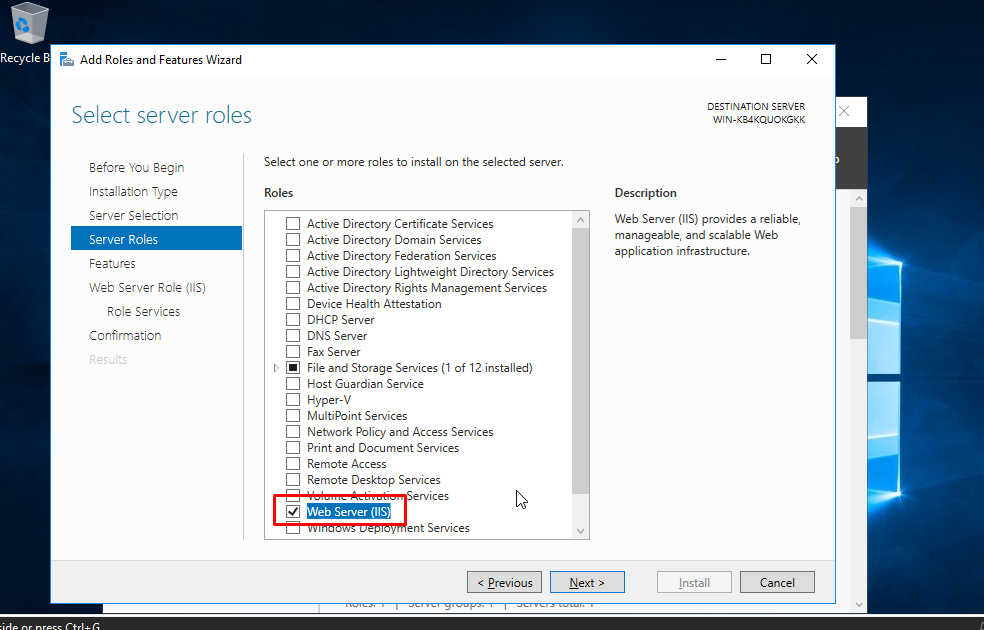 Recycle B
Add Roles and Features Wizard
Select server roles
DESTINATION SERVER
WIN-KB4KQUOKGKK
Before You Begin
Installation Type
Server Selection
Server Roles
Features
Web Server Role (IIS)
Role Services
Confirmation
Results
Select one or more roles to install on the selected server.
Roles
Active Directory Certificate Services
Active Directory Domain Services
Active Directory Federation Services
Active Directory Lightweight Directory Services
Active Directory Rights Management Services
Device Health Attestation
DHCP Server
DNS Server
Fax Server
File and Storage Services (1 of 12 installed)
Host Guardian Service
Hyper-V
MultiPoint Services
Network Policy and Access Services
Print and Document Services
Remote Access
Remote Desktop Services
Volume Activation Services
Web Server (IIS)
Windows Deployment Services
Description
Web Server (IIS) provides a reliable,
manageable, and scalable Web
application infrastructure.
< Previous
Next >
Install
Cancel
Roles: 1 | Server groups: 1 | Servers total: 1
side or press Ctrl+G